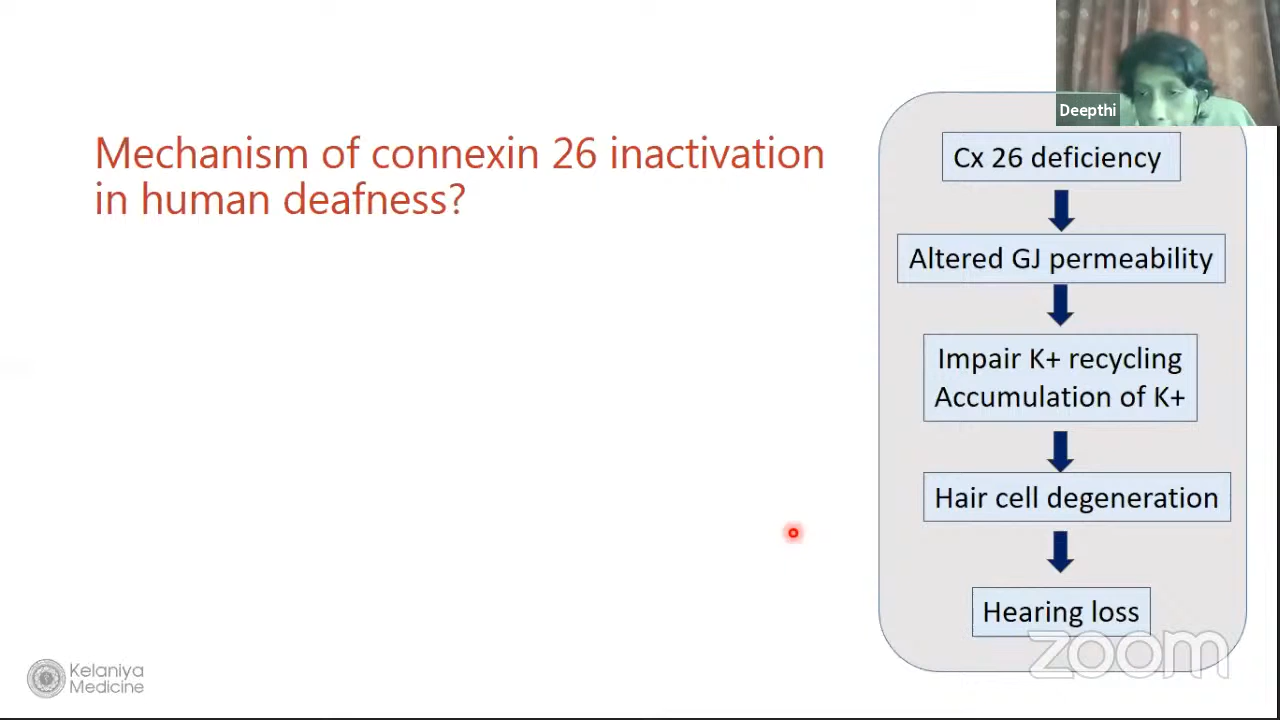 Deepthi
Mechanism of connexin 26 inactivation
in human deafness?
Cx 26 deficiency
Altered GJ permeability
Impair K+ recycling
Accumulation of K+
Hair cell degeneration
Hearing loss
zoom
Kelaniya
Medicine